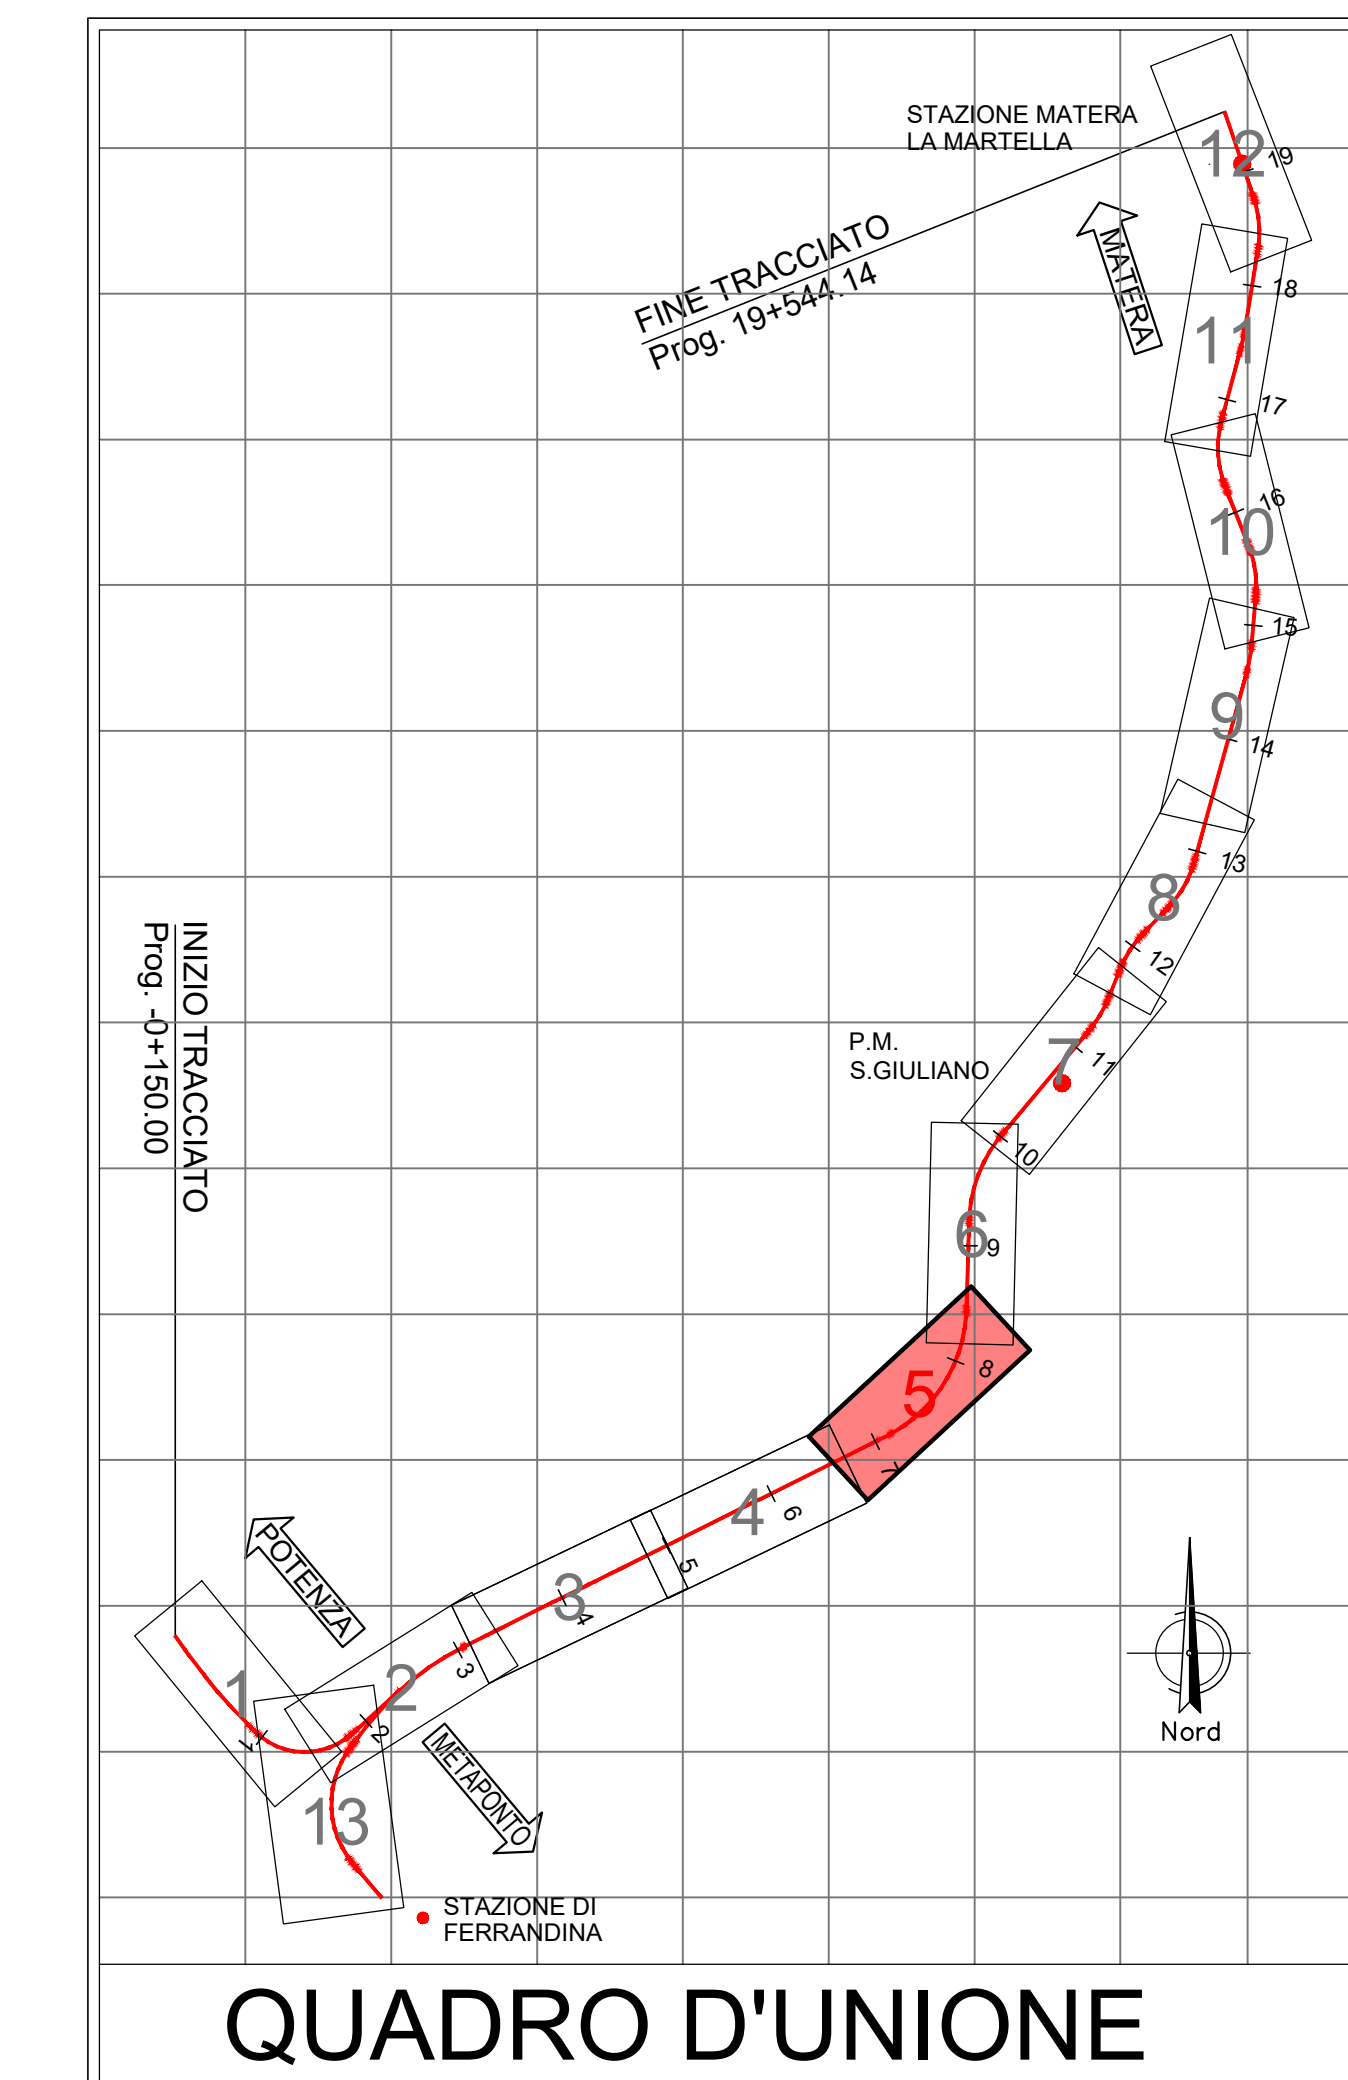 STAZIONE MATERA
LA MARTELLA
12
19
FINE TRACCIATO
Prog. 19+544.14
MATERA
18
11
17
16
10
15
9
14
13
8
12
INIZIO TRACCIATO
Prog. -0+150.00
P.M.
S.GIULIANO
7
11
10
6
9
8
5
7
4
6
5
3
4
POTENZA
3
2
1
2
1
METAPONTO
13
Nord
STAZIONE DI
FERRANDINA
QUADRO D'UNIONE